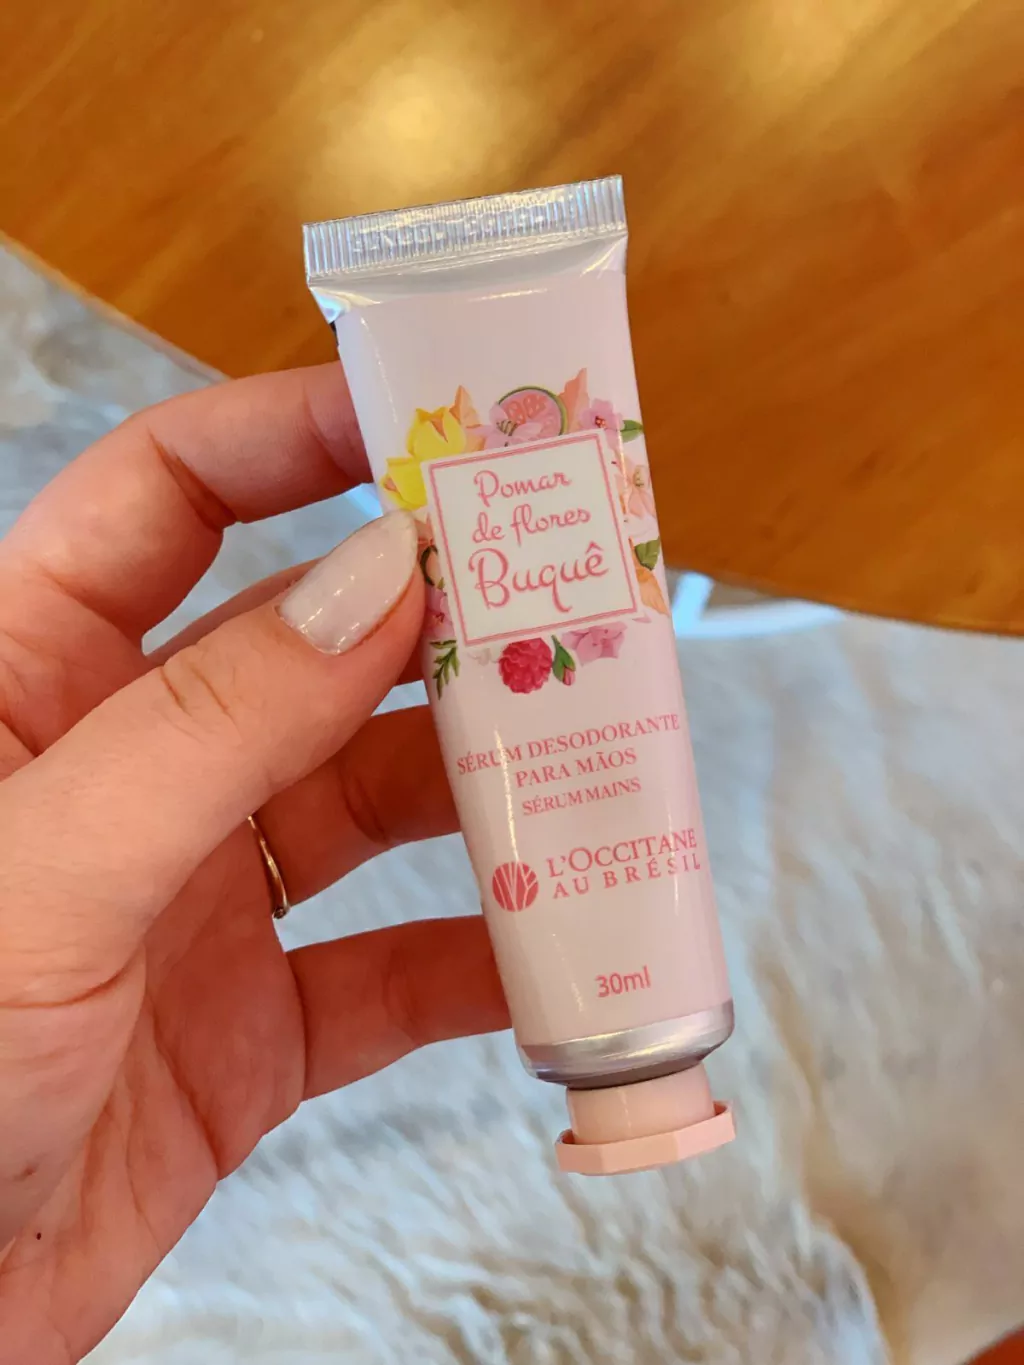 Pomar
de flores
Buquê
SÉRUM DESODORANTE
PARA MÃOS
SÉRUM MAINS
L'OCCITANE
AU BRÉSIL
30ml